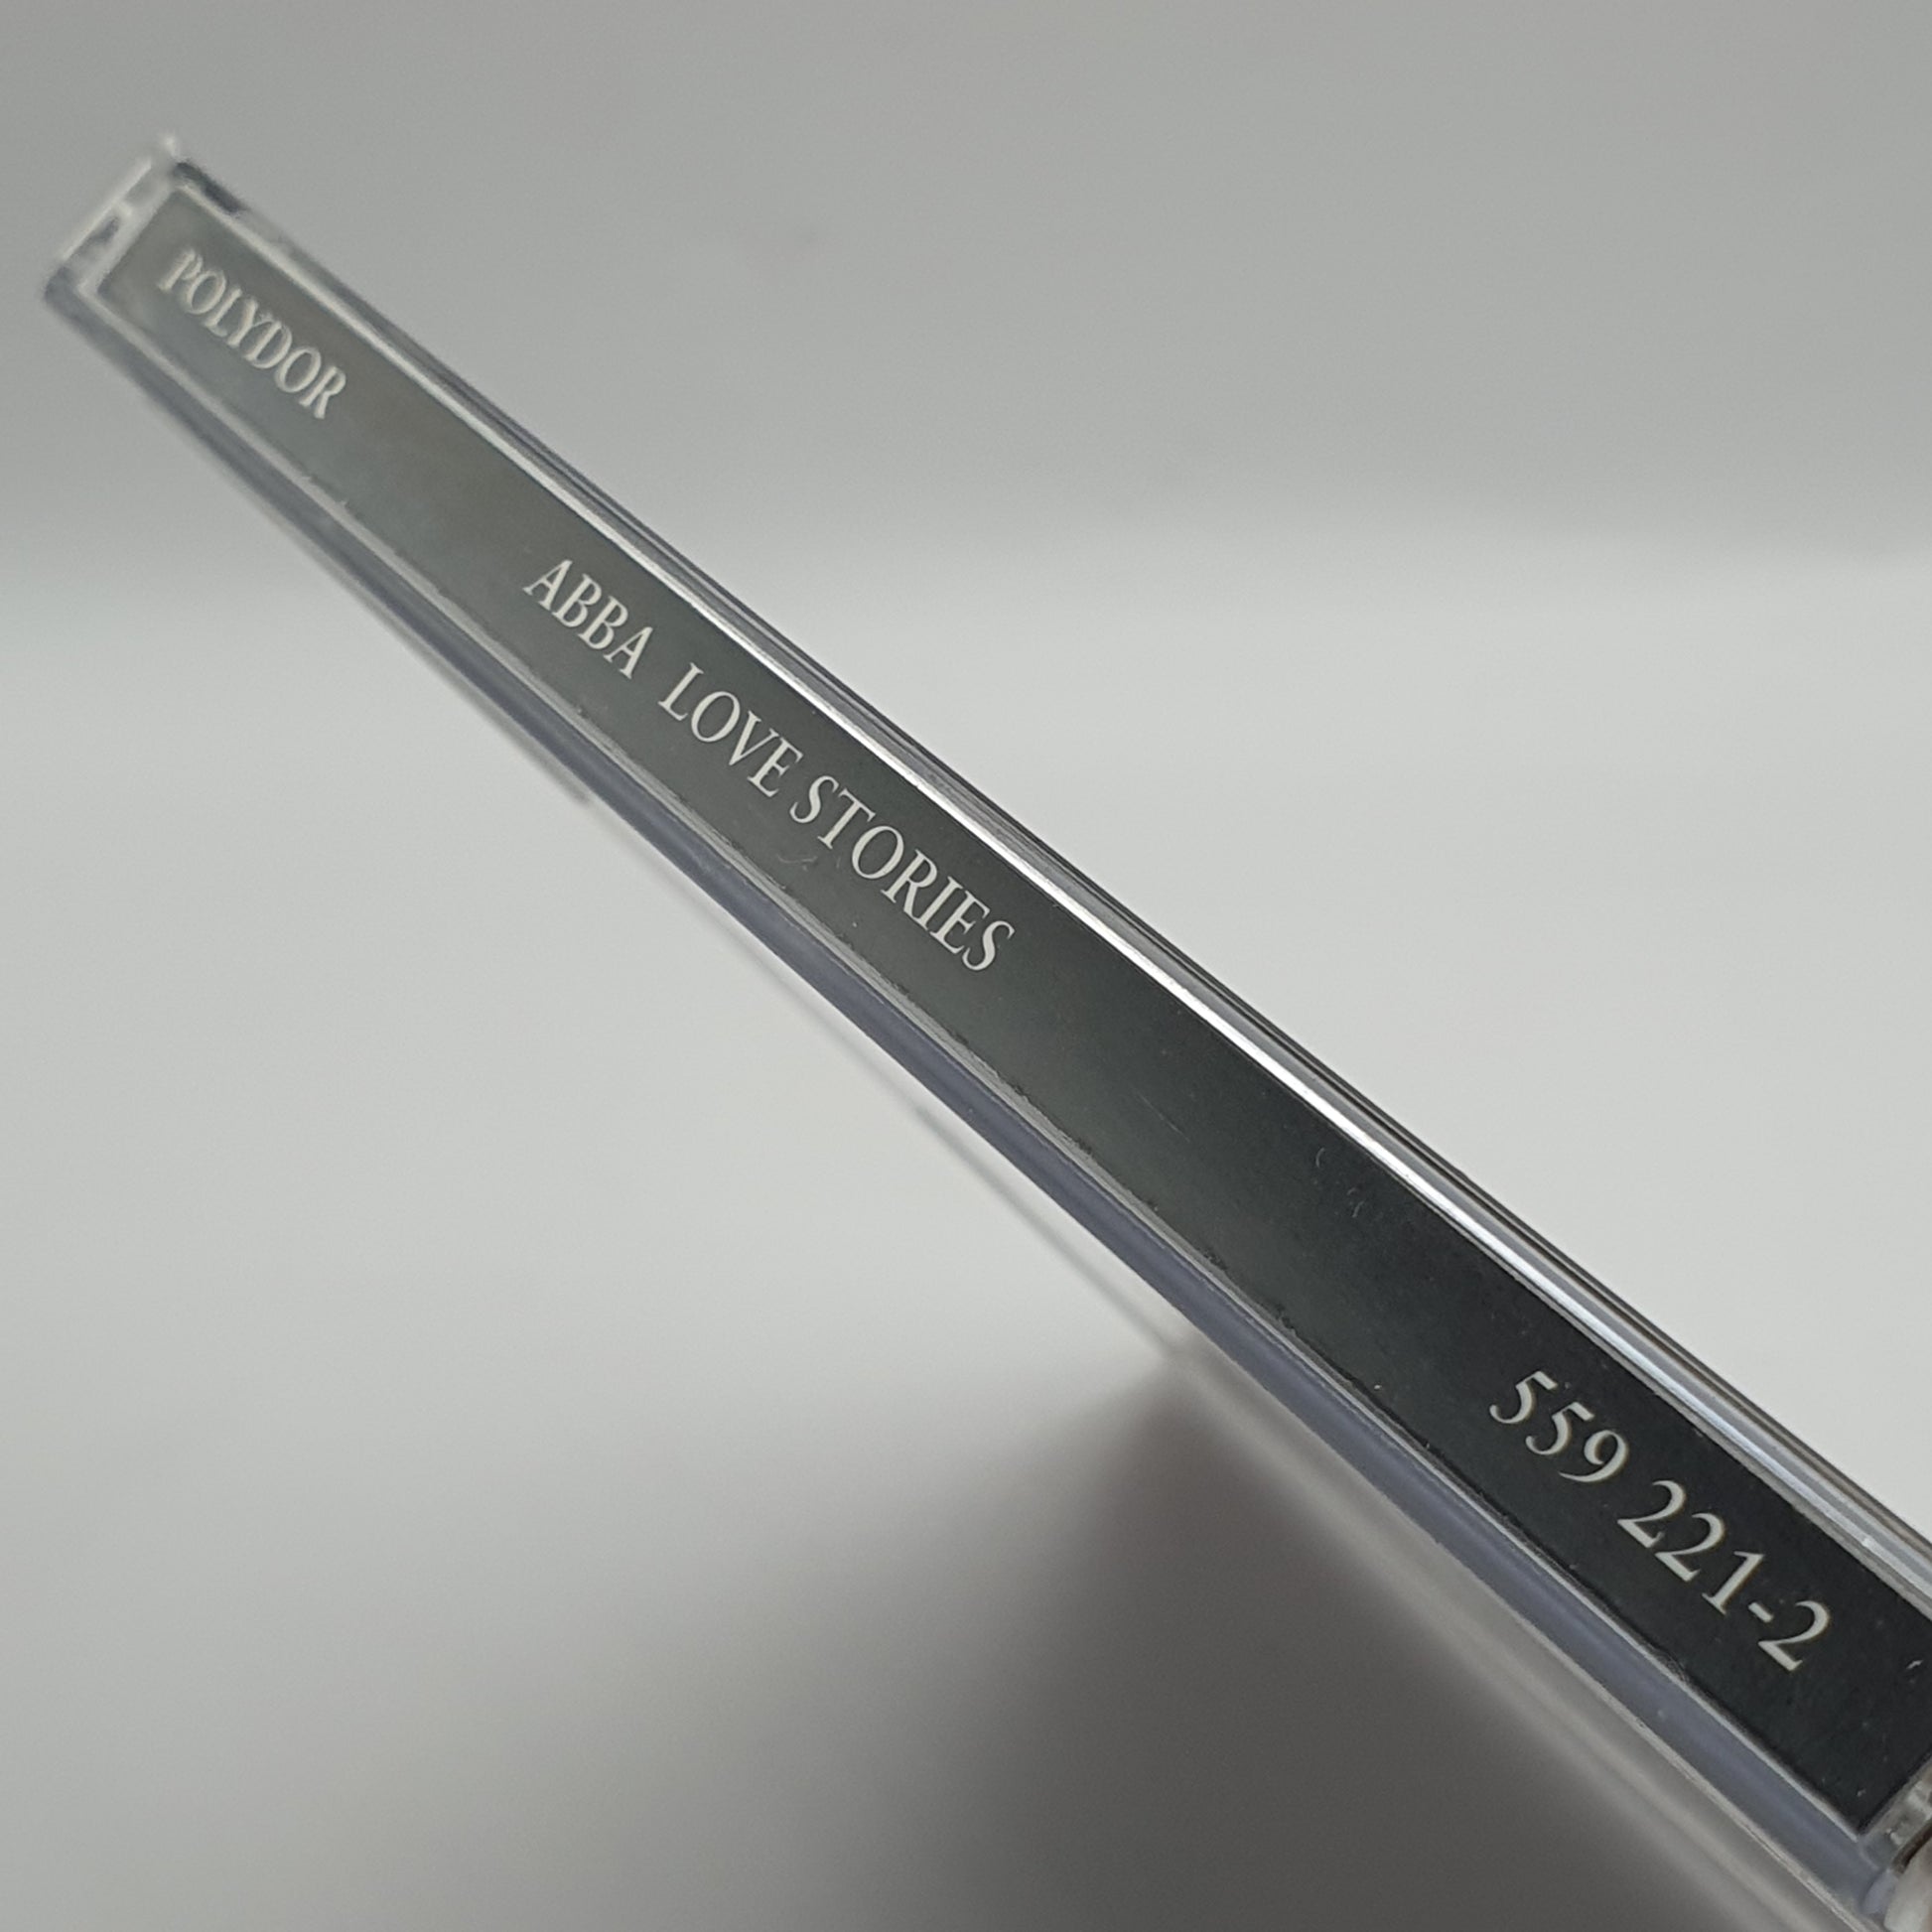 POLYDOR
ABBA LOVE STORIES
559 221-2